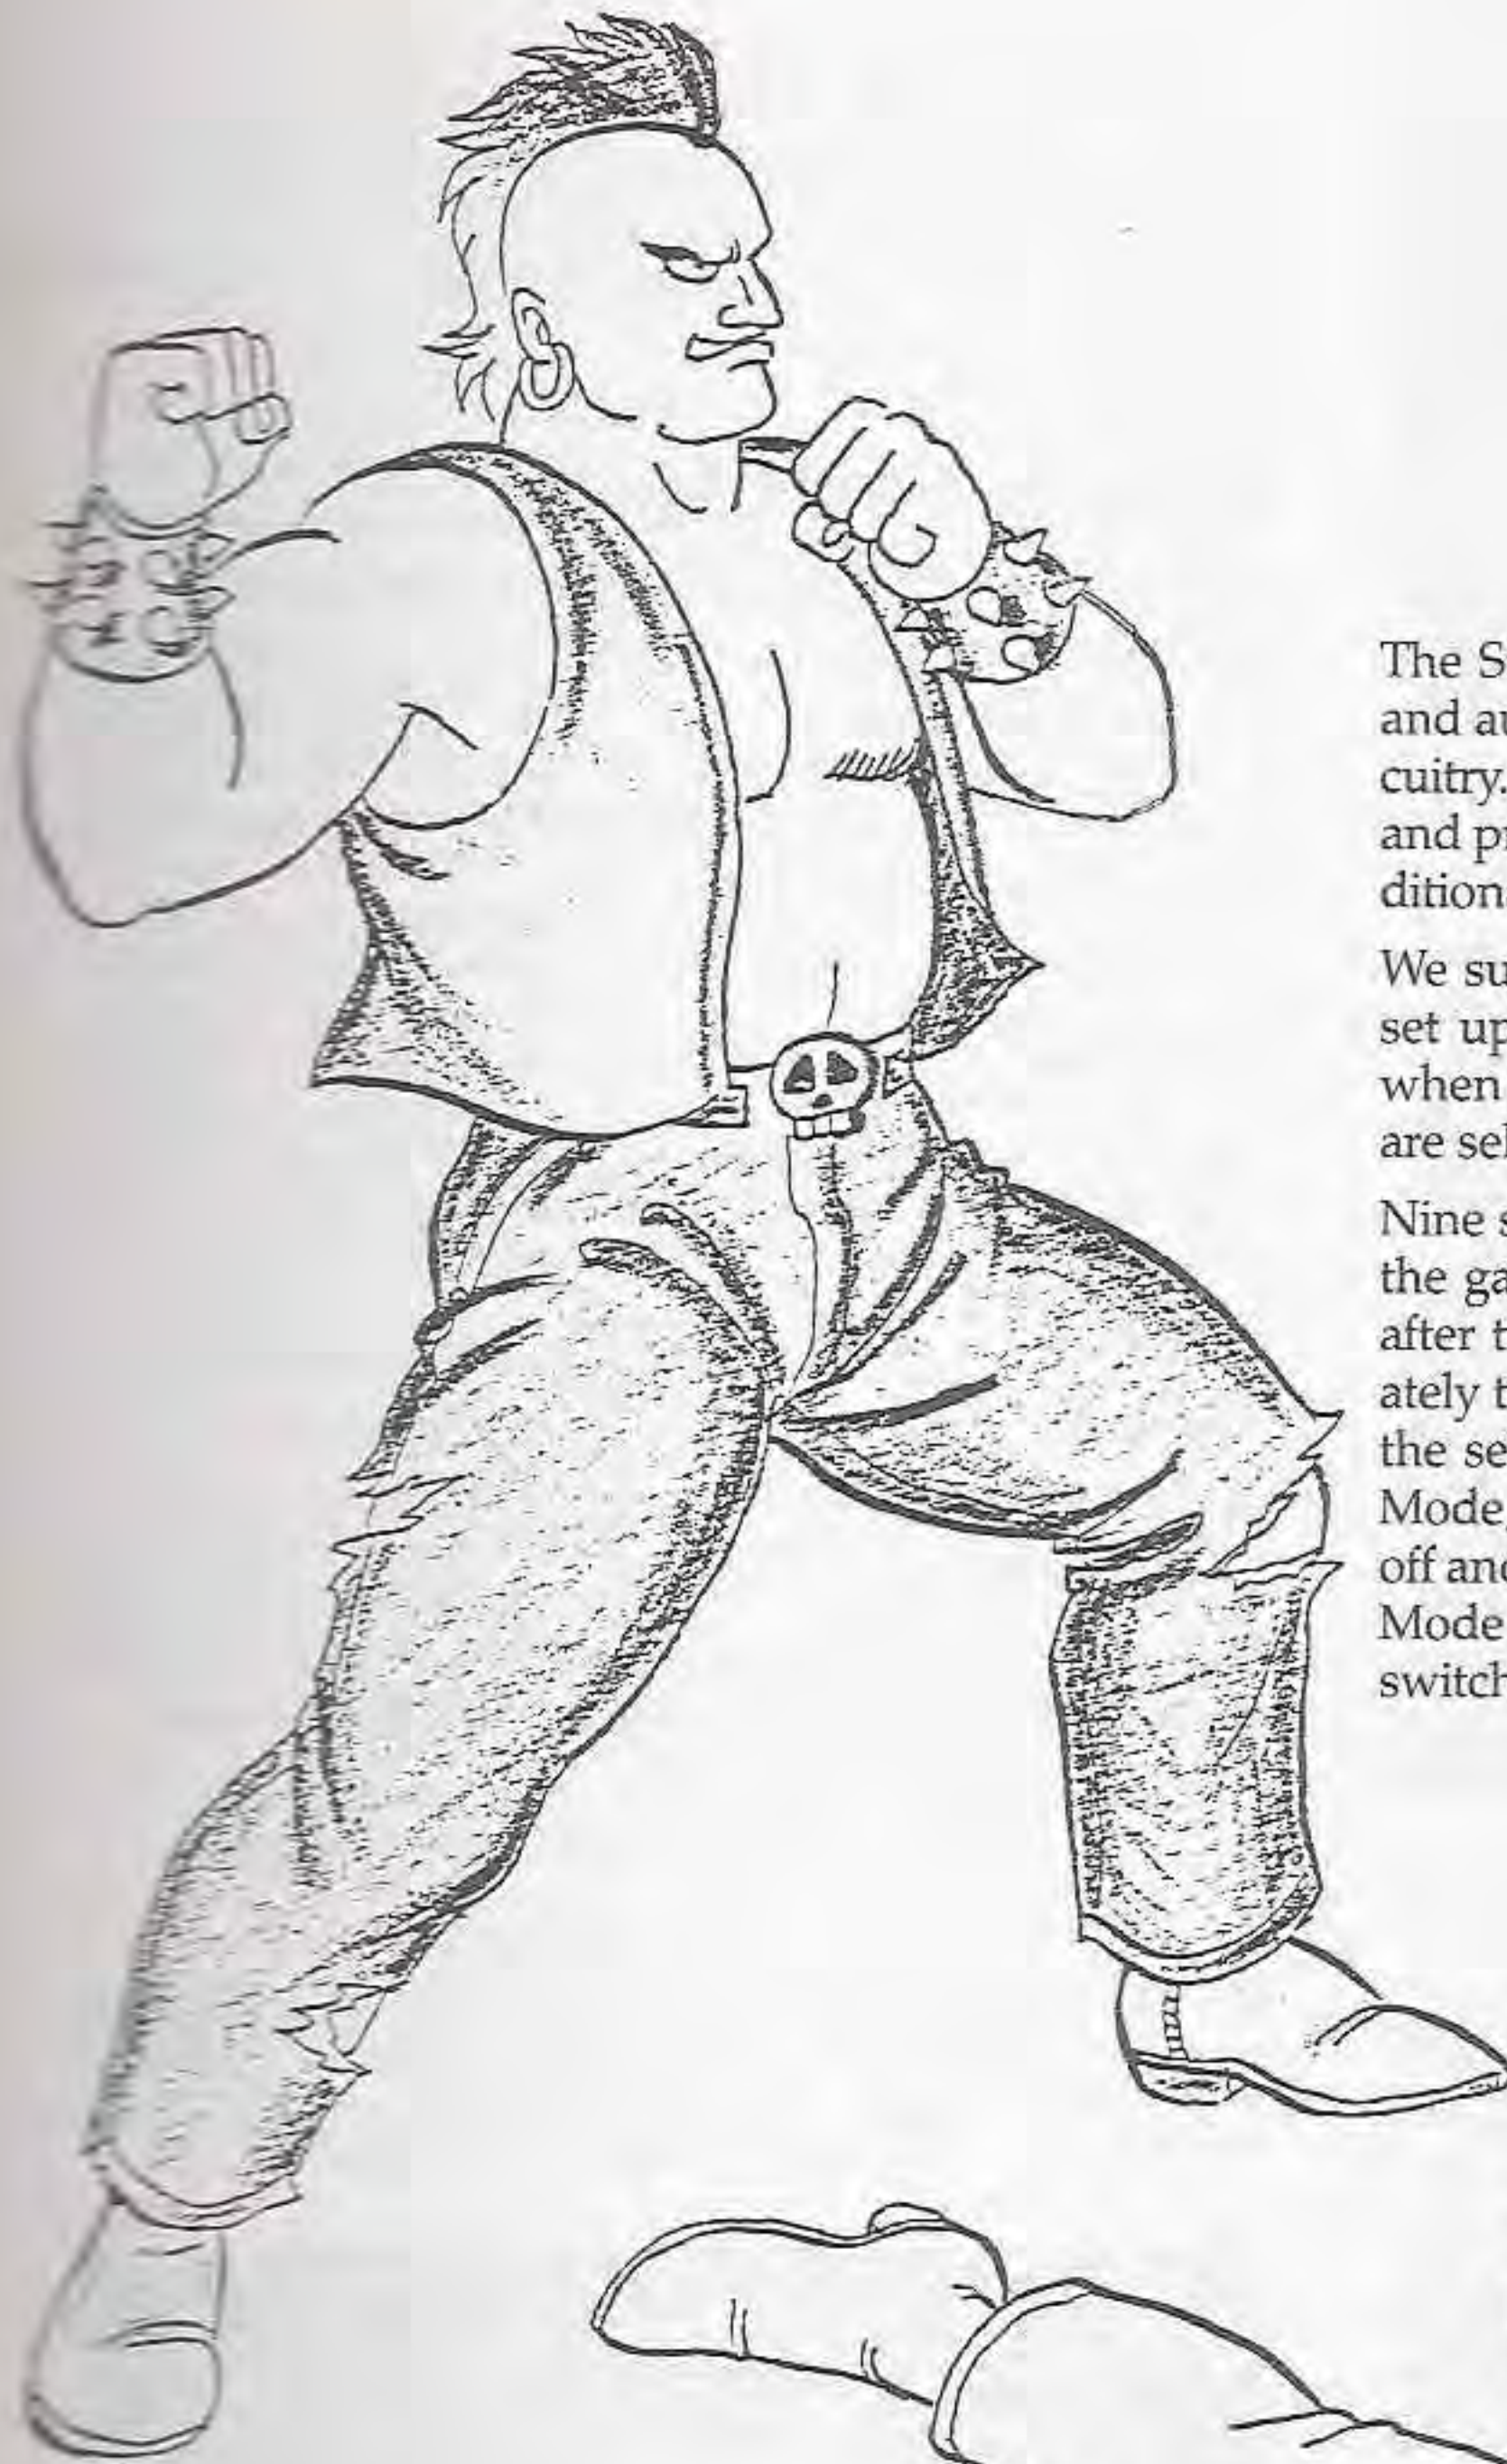 The S
and au
cuitry.
and pr
dition
We su
set up
when
are sel
Nine s
the ga
after t
ately t
the se
Mode,
off and
Mode
switch